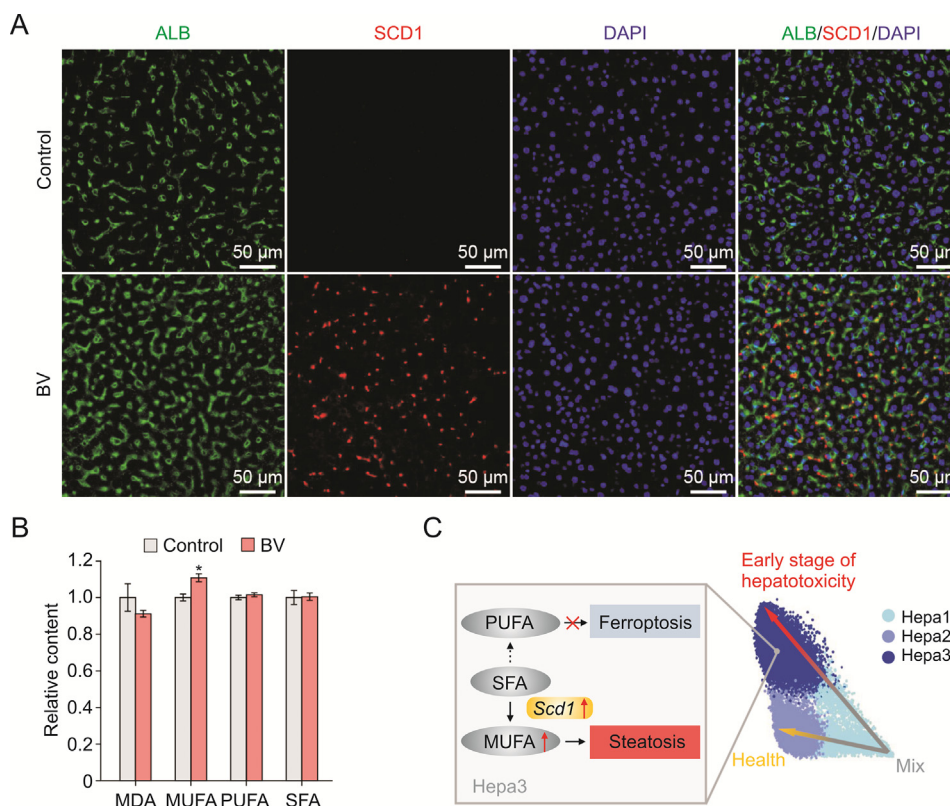 A
ALB
SCD1
DAPI
ALB/SCD1/DAPI
Control
50 µm
50 µm
50 µm
50 µm
BV
50 µm
50 µm
50 µm
50 µm
B
Control
BV
Relative content
1.2
1.0
0.8
0.6
0.4
0.2
0
*
MDA
MUFA
PUFA
SFA
C
Early stage of
hepatotoxicity
Hepa1
Hepa2
Hepa3
PUFA
Ferroptosis
SFA
Scd1
MUFA
Steatosis
Hepa3
Health
Mix